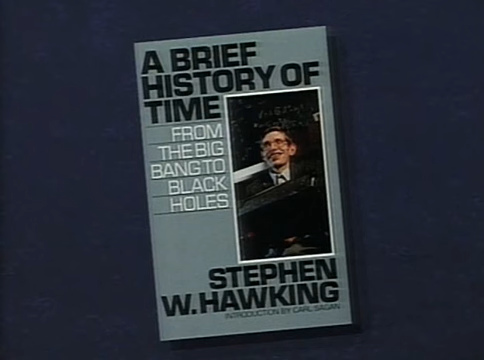 A BRIEF
HISTORY OF
TIME
FROM
THE BIG
BANG TO
BLACK
HOLES
STEPHEN
W. HAWKING
INTRODUCTION BY CARL SAGAN